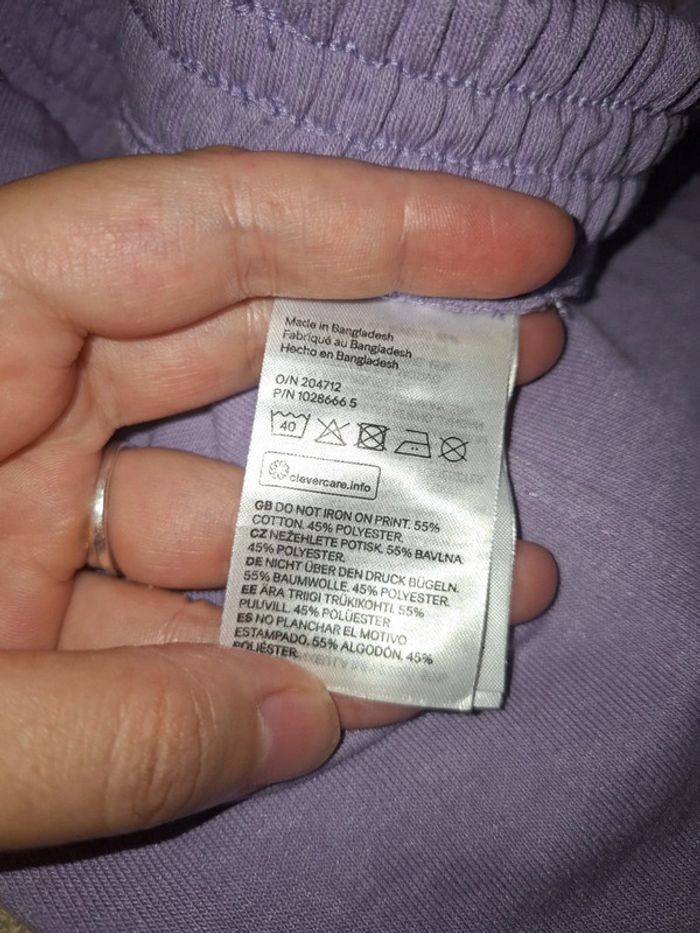 Made in Bangladesh
Fabriqué au Bangladesh
Hecho en Bangladesh
O/N 204712
P/N 1028666 5
40
clevercare.info
GB DO NOT IRON ON PRINT. 55%
COTTON. 45% POLYESTER.
CZ NEŽEHLETE POTISK. 55% BAVLNA.
45% POLYESTER.
DE NICHT ÜBER DEN DRUCK BÜGELN.
55% BAUMWOLLE. 45% POLYESTER.
EE ÄRA TRIIGI TRÜKIKOHTI. 55%
PUUVILL. 45% POLÜESTER.
ES NO PLANCHAR EL MOTIVO
ESTAMPADO. 55% ALGODÓN. 45%
POLIÉSTER.